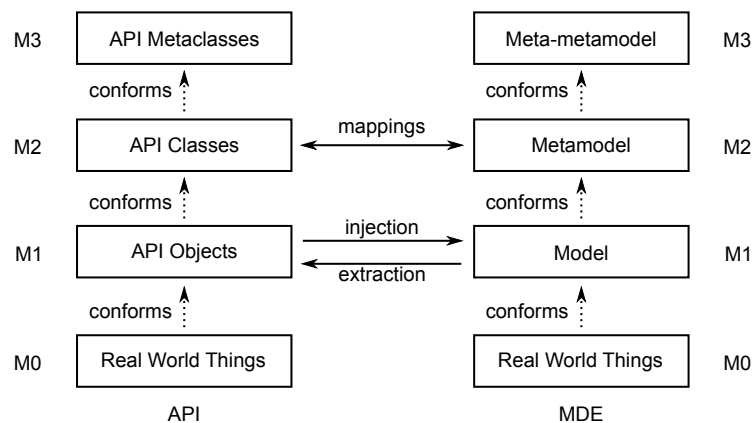 M3 API Metaclasses Meta-metamodel M3
conforms conforms
M2 API Classes mappings Metamodel M2
conforms conforms
injection
M1 API Objects Model M1
extraction
conforms conforms
M0 Real World Things Real World Things M0
API MDE